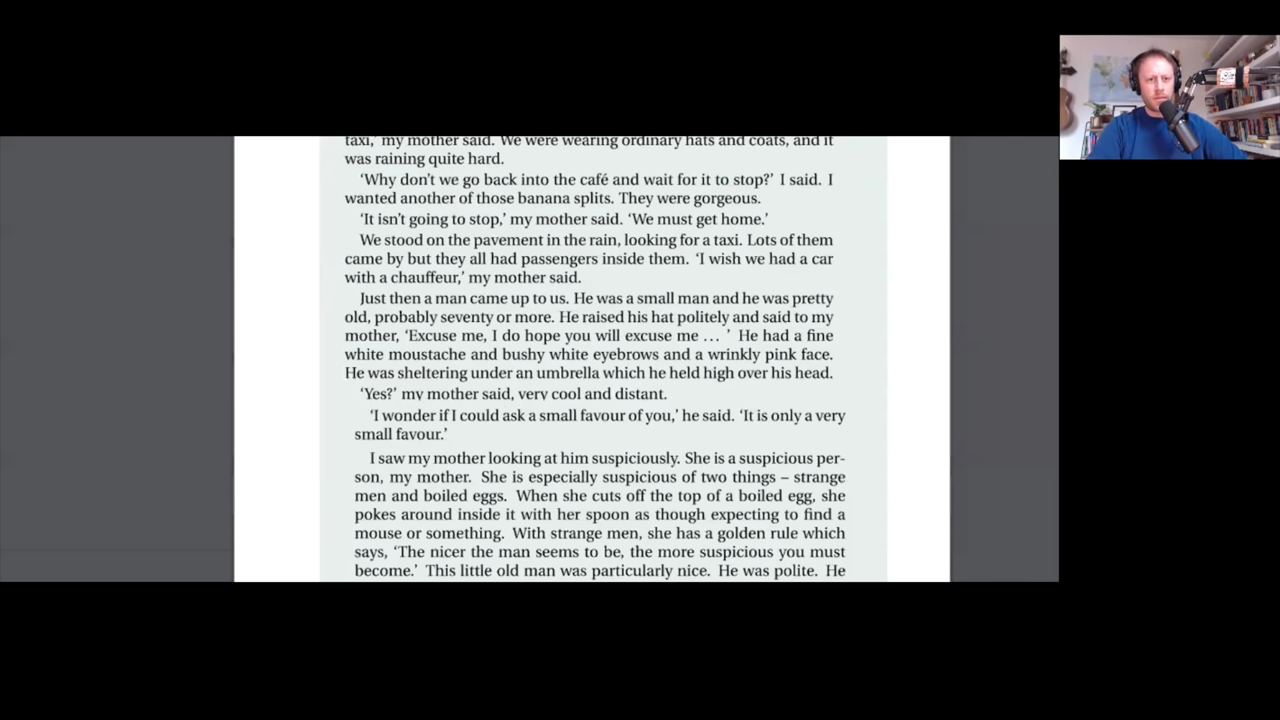 taxi,’ my mother said. We were wearing ordinary hats and coats, and it
was raining quite hard.
‘Why don’t we go back into the café and wait for it to stop?’ I said. I
wanted another of those banana splits. They were gorgeous.
‘It isn’t going to stop,’ my mother said. ‘We must get home.’
We stood on the pavement in the rain, looking for a taxi. Lots of them
came by but they all had passengers inside them. ‘I wish we had a car
with a chauffeur,’ my mother said.
Just then a man came up to us. He was a small man and he was pretty
old, probably seventy or more. He raised his hat politely and said to my
mother, ‘Excuse me, I do hope you will excuse me … ’ He had a fine
white moustache and bushy white eyebrows and a wrinkly pink face.
He was sheltering under an umbrella which he held high over his head.
‘Yes?’ my mother said, very cool and distant.
‘I wonder if I could ask a small favour of you,’ he said. ‘It is only a very
small favour.’
I saw my mother looking at him suspiciously. She is a suspicious per-
son, my mother. She is especially suspicious of two things – strange
men and boiled eggs. When she cuts off the top of a boiled egg, she
pokes around inside it with her spoon as though expecting to find a
mouse or something. With strange men, she has a golden rule which
says, ‘The nicer the man seems to be, the more suspicious you must
become.’ This little old man was particularly nice. He was polite. He